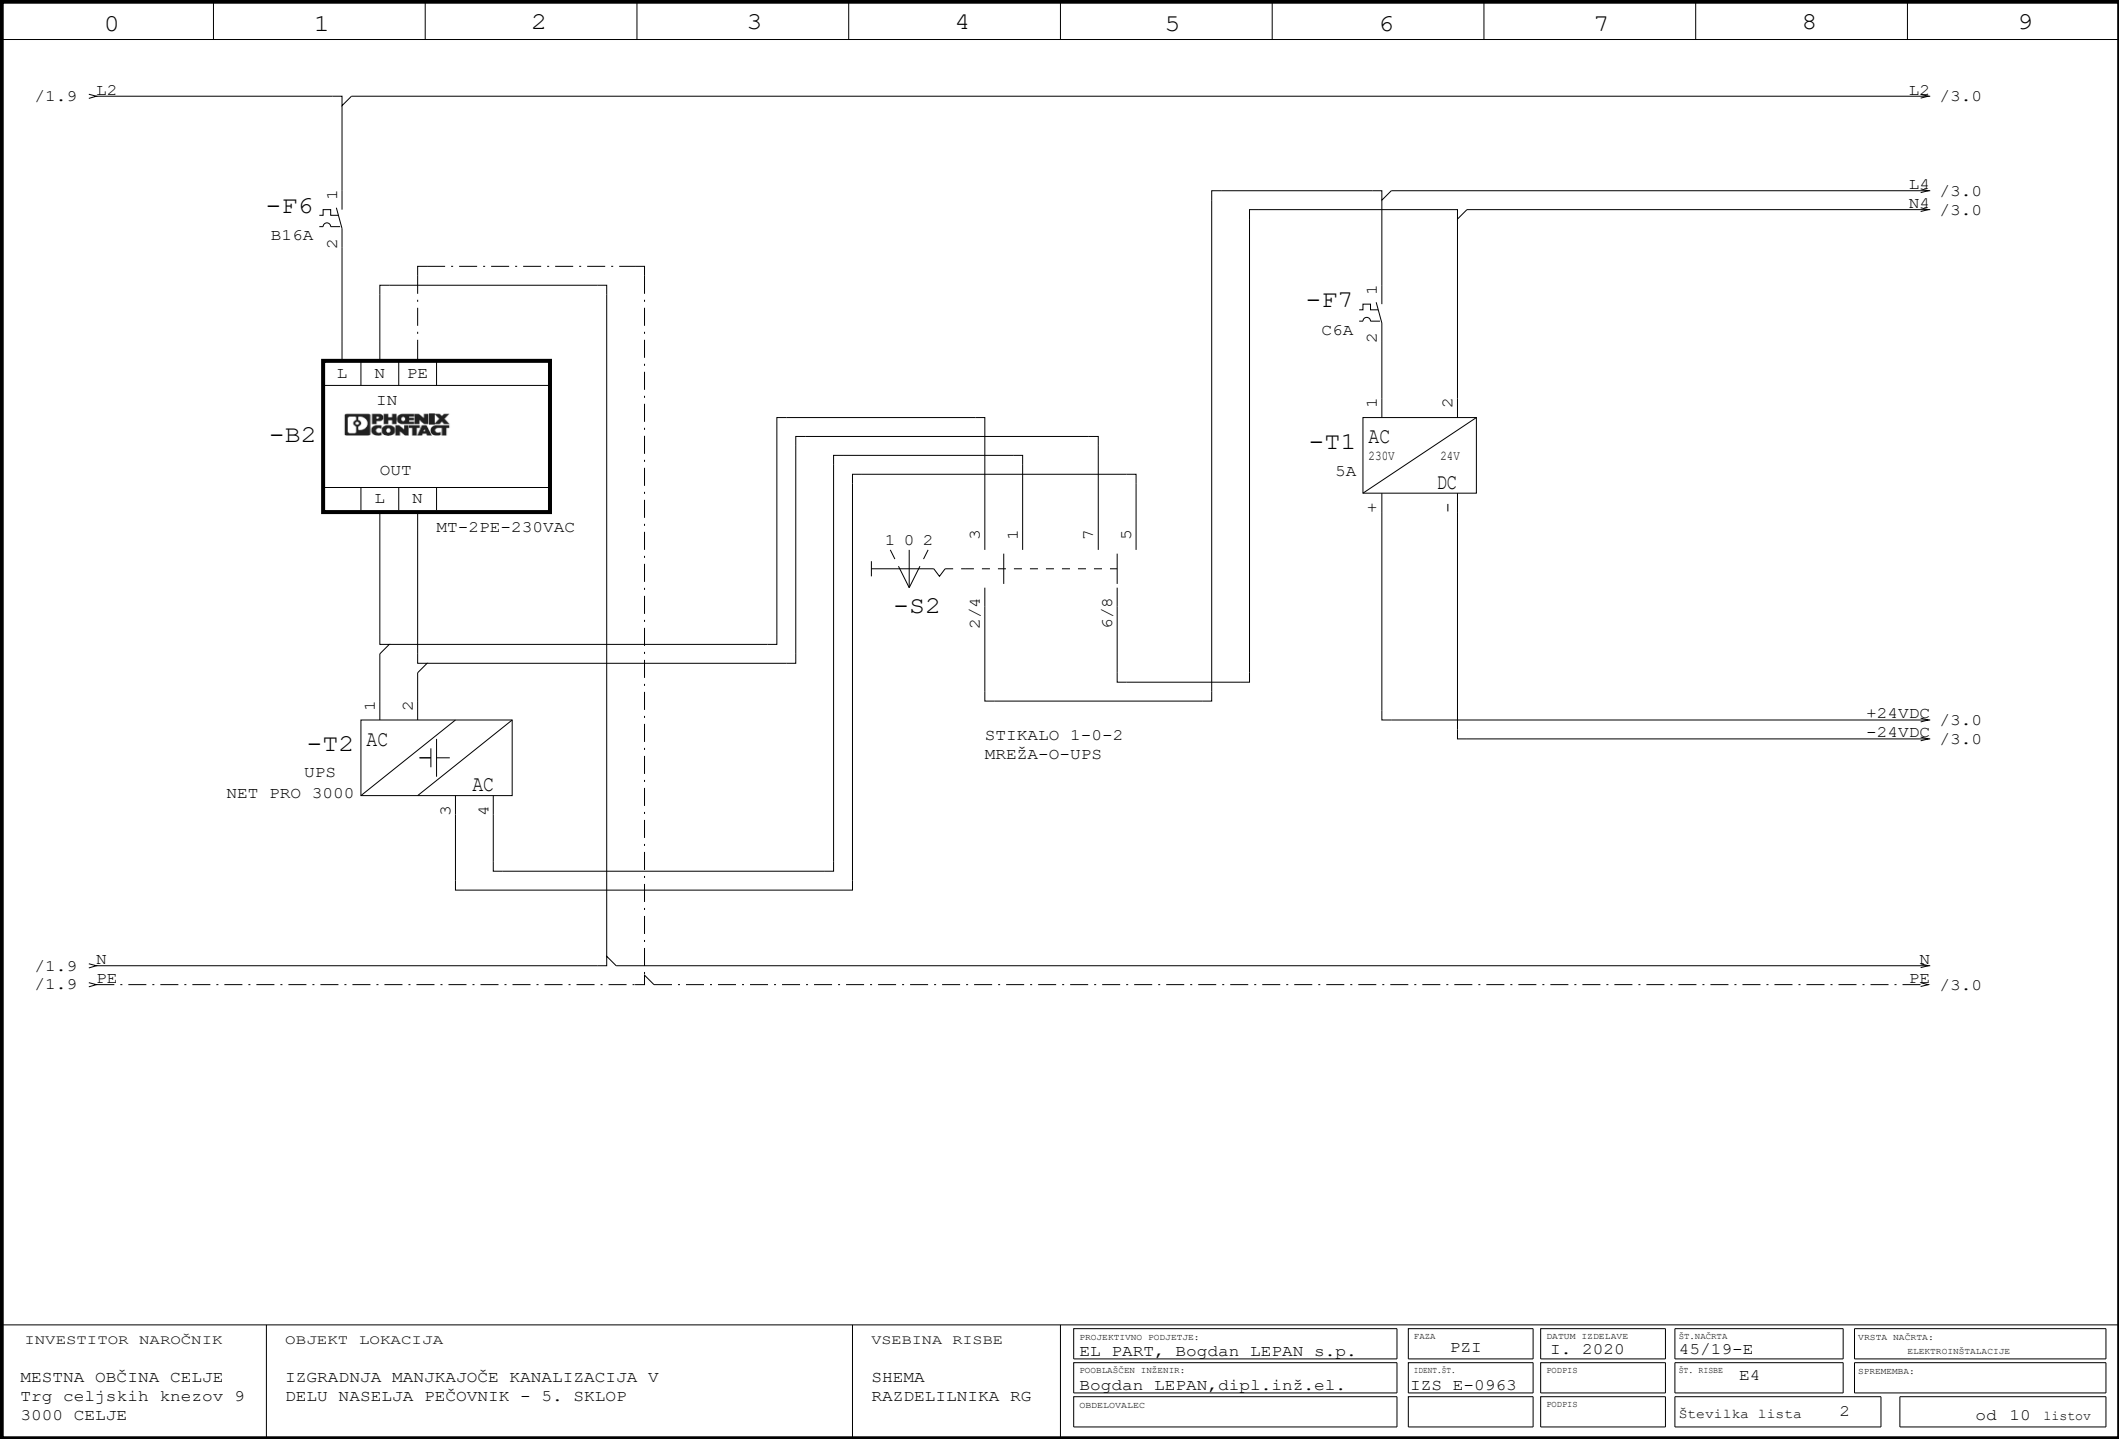 0 1 2 3 4 5 6 7 8 9
/1.9 L2 L2 /3.0
L4 /3.0
N4 /3.0
-F6 1
B16A 2
-F7 1
C6A 2
L N PE
IN
PHŒNIX
CONTACT
-B2
OUT
L N
MT-2PE-230VAC
1 2
-T1 AC
230V 24V
5A
DC
+ -
3 1 7 5
1 0 2
-S2
2/4 6/8
STIKALO 1-0-2
MREŽA-O-UPS
1 2
-T2 AC
UPS
AC
NET PRO 3000
3 4
+24VDC /3.0
-24VDC /3.0
/1.9 N N
/1.9 PE PE /3.0
INVESTITOR NAROČNIK
MESTNA OBČINA CELJE
Trg celjskih knezov 9
3000 CELJE
OBJEKT LOKACIJA
IZGRADNJA MANJKAJOČE KANALIZACIJA V
DELU NASELJA PEČOVNIK - 5. SKLOP
VSEBINA RISBE
SHEMA
RAZDELILNIKA RG
PROJEKTIVNO PODJETJE:
EL PART, Bogdan LEPAN s.p.
POOBLAŠČEN INŽENIR:
Bogdan LEPAN,dipl.inž.el.
OBDELOVALEC
FAZA
PZI
IDENT.ŠT.
IZS E-0963
DATUM IZDELAVE
I. 2020
PODPIS
PODPIS
ŠT.NAČRTA
45/19-E
ŠT. RISBE E4
Številka lista 2
VRSTA NAČRTA:
ELEKTROINŠTALACIJE
SPREMEMBA:
od 10 listov